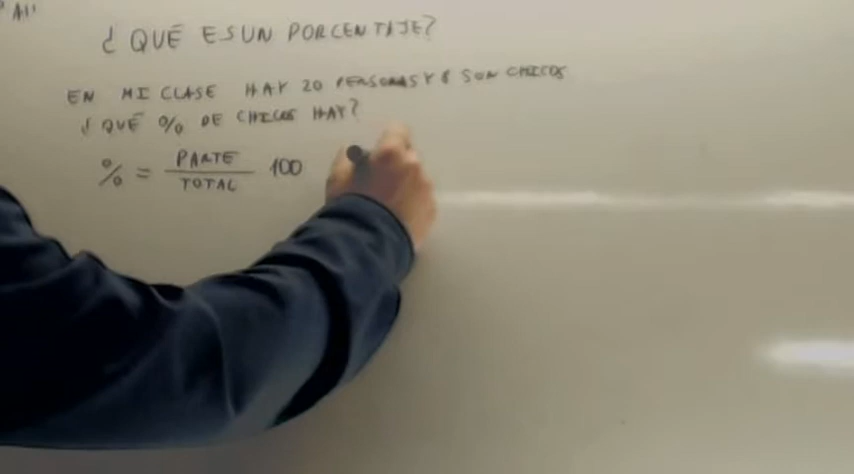 ¿ QUÉ ES UN PORCENTAJE?
EN MI CLASE HAY 20 PERSONAS Y 8 SON CHICOS
¿ QUÉ % DE CHICOS HAY?
% = PARTE / TOTAL 100